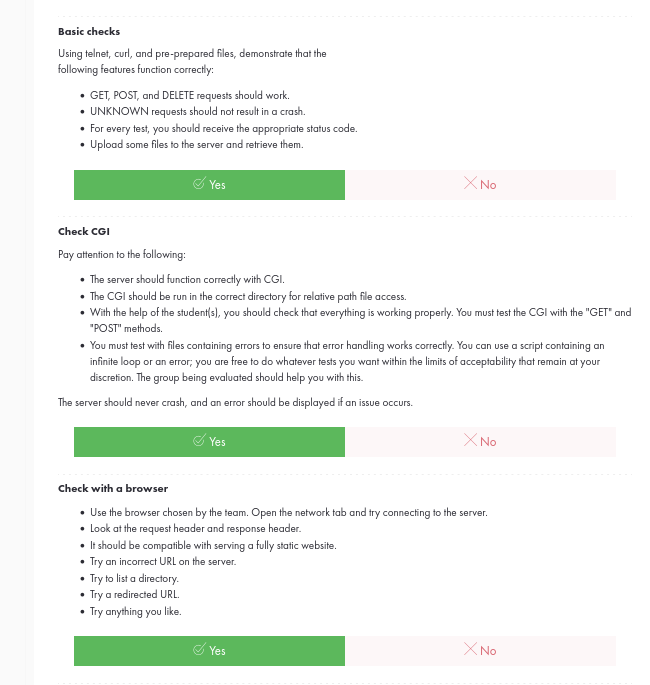 Basic checks
Using telnet, curl, and pre-prepared files, demonstrate that the
following features function correctly:
• GET, POST, and DELETE requests should work.
• UNKNOWN requests should not result in a crash.
• For every test, you should receive the appropriate status code.
• Upload some files to the server and retrieve them.
Yes No
Check CGI
Pay attention to the following:
• The server should function correctly with CGI.
• The CGI should be run in the correct directory for relative path file access.
• With the help of the student(s), you should check that everything is working properly. You must test the CGI with the "GET" and
"POST" methods.
• You must test with files containing errors to ensure that error handling works correctly. You can use a script containing an
infinite loop or an error; you are free to do whatever tests you want within the limits of acceptability that remain at your
discretion. The group being evaluated should help you with this.
The server should never crash, and an error should be displayed if an issue occurs.
Yes No
Check with a browser
• Use the browser chosen by the team. Open the network tab and try connecting to the server.
• Look at the request header and response header.
• It should be compatible with serving a fully static website.
• Try an incorrect URL on the server.
• Try to list a directory.
• Try a redirected URL.
• Try anything you like.
Yes No